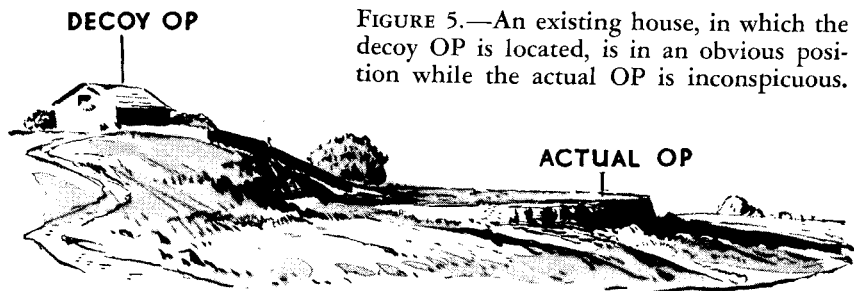 DECOY OP
FIGURE 5.—An existing house, in which the
decoy OP is located, is in an obvious posi-
tion while the actual OP is inconspicuous.
ACTUAL OP